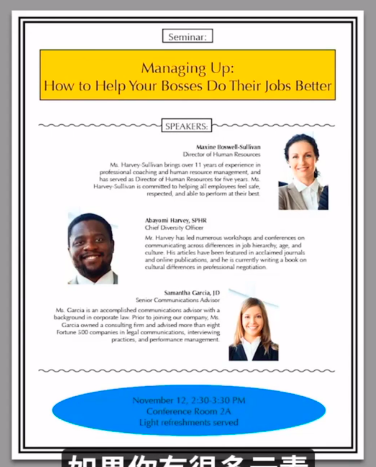 Seminar:
Managing Up:
How to Help Your Bosses Do Their Jobs Better
SPEAKERS:
Maxine Donwell-Sullivan
Director of Human Resources
Ms. Harvey-Sullivan brings over 11 years of experience in
professional coaching and human resource management, and
has served as Director of Human Resources for five years. Ms.
Harvey-Sullivan is committed to helping all employees feel safe,
respected, and able to perform at their best.
Abayomi Harvey, SPHR
Chief Diversity Officer
Mr. Harvey has led numerous workshops and conferences on
communicating across differences in job hierarchy, age, and
culture. His articles have been featured in acclaimed journals
and online publications, and he is currently writing a book on
cultural differences in professional negotiation.
Samantha Garcia, JD
Senior Communications Advisor
Ms. Garcia is an accomplished communications advisor with a
background in corporate law. Prior to joining our company, Ms.
Garcia owned a consulting firm and advised more than eight
Fortune 500 companies in legal communications, interviewing
practices, and performance management.
November 12, 2:30-3:30 PM
Conference Room 2A
Light refreshments served
如果你有很多元素